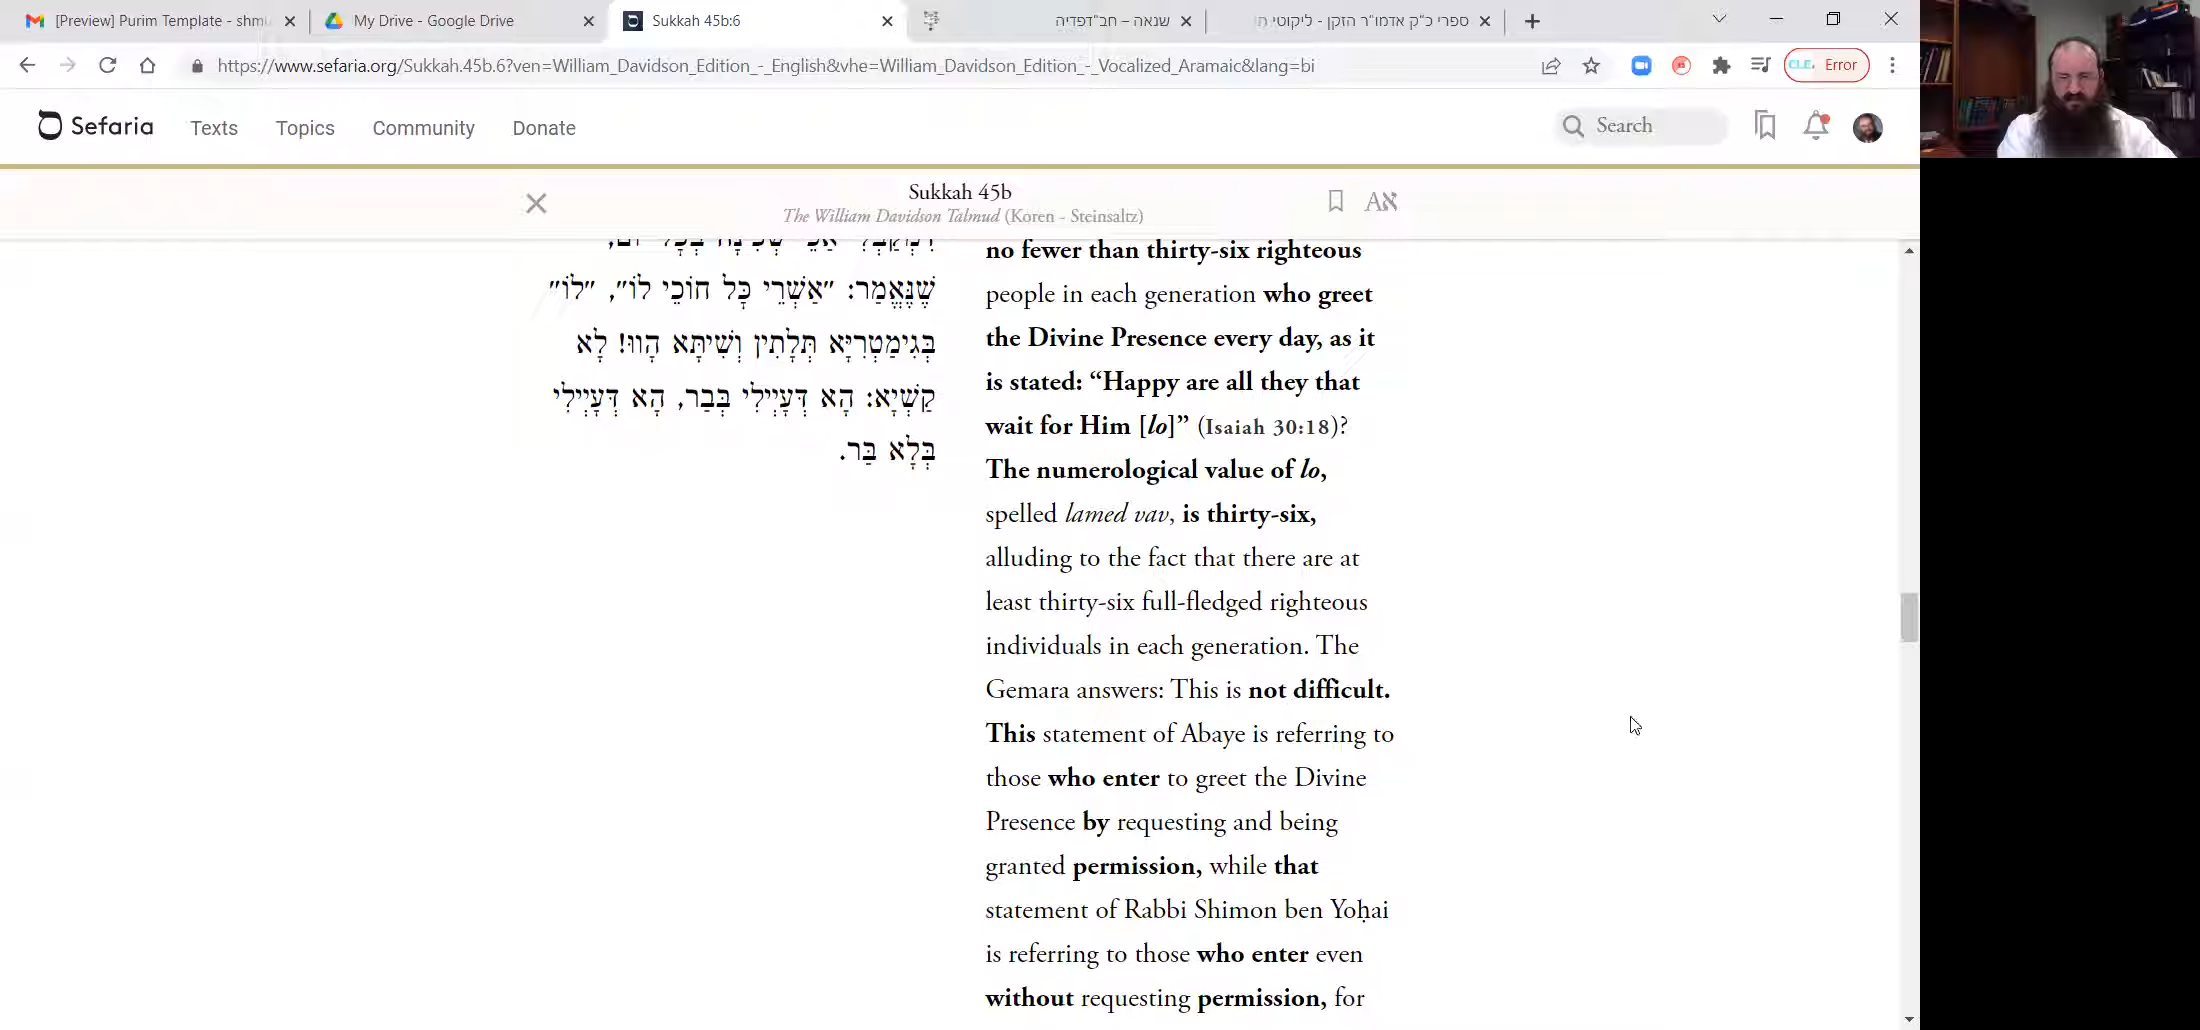 [Preview] Purim Template - shmu
My Drive - Google Drive
Sukkah 45b:6
שנאה – חב"דפדיה
ספרי כ"ק אדמו"ר הזקן - ליקוטי תו
https://www.sefaria.org/Sukkah.45b.6?ven=William_Davidson_Edition_-_English&vhe=William_Davidson_Edition_-_Vocalized_Aramaic&lang=bi
CLE. Error
Sefaria
Texts
Topics
Community
Donate
Search
Sukkah 45b
The William Davidson Talmud (Koren - Steinsaltz)
Aא
שֶׁנֶּאֱמַר: ״אַשְׁרֵי כׇּל חוֹכֵי לוֹ״, ״לוֹ״
בְּגִימַטְרִיָּא תְּלָתִין וְשִׁיתָּא הָווּ! לָא
קַשְׁיָא: הָא דְּעָיְילִי בְּבַר, הָא דְּעָיְילִי
בְּלָא בַּר.
no fewer than thirty-six righteous
people in each generation who greet
the Divine Presence every day, as it
is stated: “Happy are all they that
wait for Him [lo]” (Isaiah 30:18)?
The numerological value of lo,
spelled lamed vav, is thirty-six,
alluding to the fact that there are at
least thirty-six full-fledged righteous
individuals in each generation. The
Gemara answers: This is not difficult.
This statement of Abaye is referring to
those who enter to greet the Divine
Presence by requesting and being
granted permission, while that
statement of Rabbi Shimon ben Yoḥai
is referring to those who enter even
without requesting permission, for